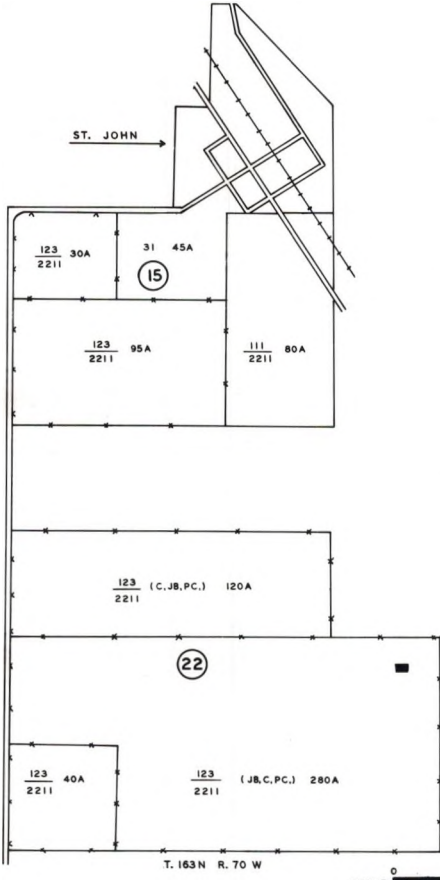 ST. JOHN
123
2211 30A
31 45A
15
123
2211 95A
111
2211 80A
123
2211 (C,JB,PC.) 120A
22
123
2211 40A
123
2211 (JB,C,PC.) 280A
T. 163N R. 70 W
0